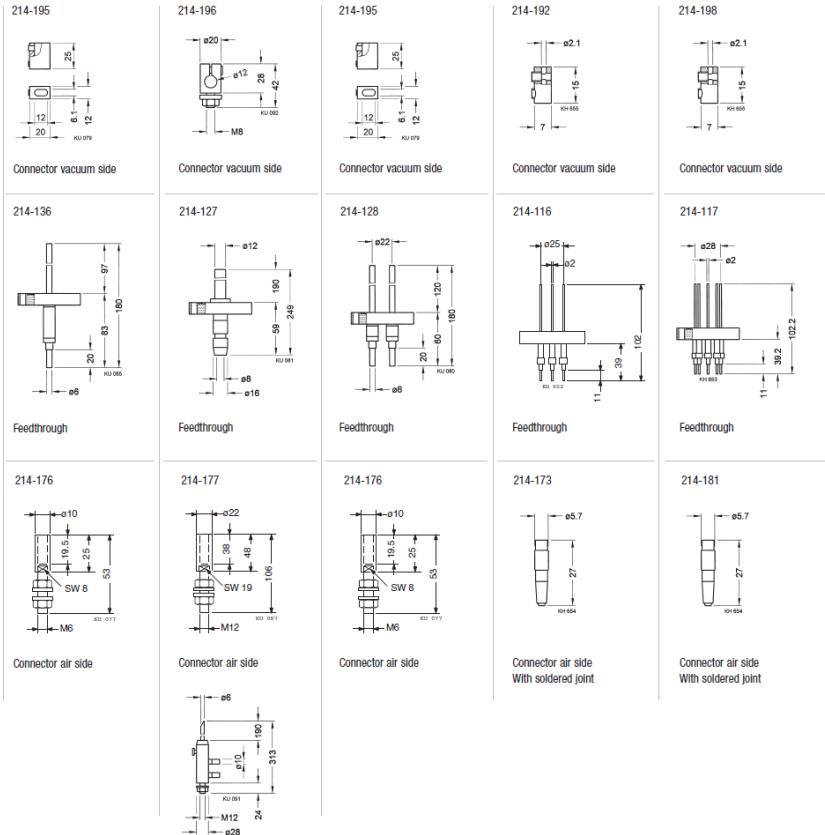 214-195
25
12
20
6.1
12
KU 079
Connector vacuum side
214-196
ø20
ø12
28
42
M8
KU 092
Connector vacuum side
214-195
25
12
20
6.1
12
KU 079
Connector vacuum side
214-192
ø2.1
15
KH 655
7
Connector vacuum side
214-198
ø2.1
15
KH 655
7
Connector vacuum side
214-136
97
180
83
20
KU 085
ø6
Feedthrough
214-127
ø12
190
249
59
KU 081
ø8
ø16
Feedthrough
214-128
ø22
120
180
60
20
KU 080
ø6
Feedthrough
214-116
ø25
ø2
102
39
11
Feedthrough
214-117
ø28
ø2
102.2
39.2
KH 653
11
Feedthrough
214-176
ø10
19.5
25
53
SW 8
KU 077
M6
Connector air side
214-177
ø22
38
48
106
SW 19
KU 087
M12
Connector air side
214-176
ø10
19.5
25
53
SW 8
KU 077
M6
Connector air side
214-173
ø5.7
27
KH 654
Connector air side
With soldered joint
214-181
ø5.7
27
KH 654
Connector air side
With soldered joint
ø6
190
313
ø10
KU 091
24
M12
ø28